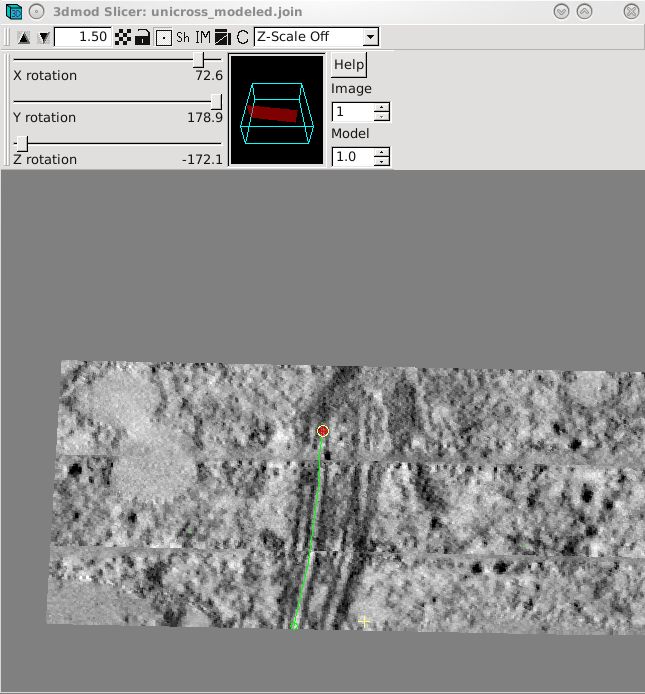 3dmod Slicer: unicross_modeled.join
1.50 Sh IM C Z-Scale Off
X rotation 72.6
Y rotation 178.9
Z rotation -172.1
Help
Image
1
Model
1.0